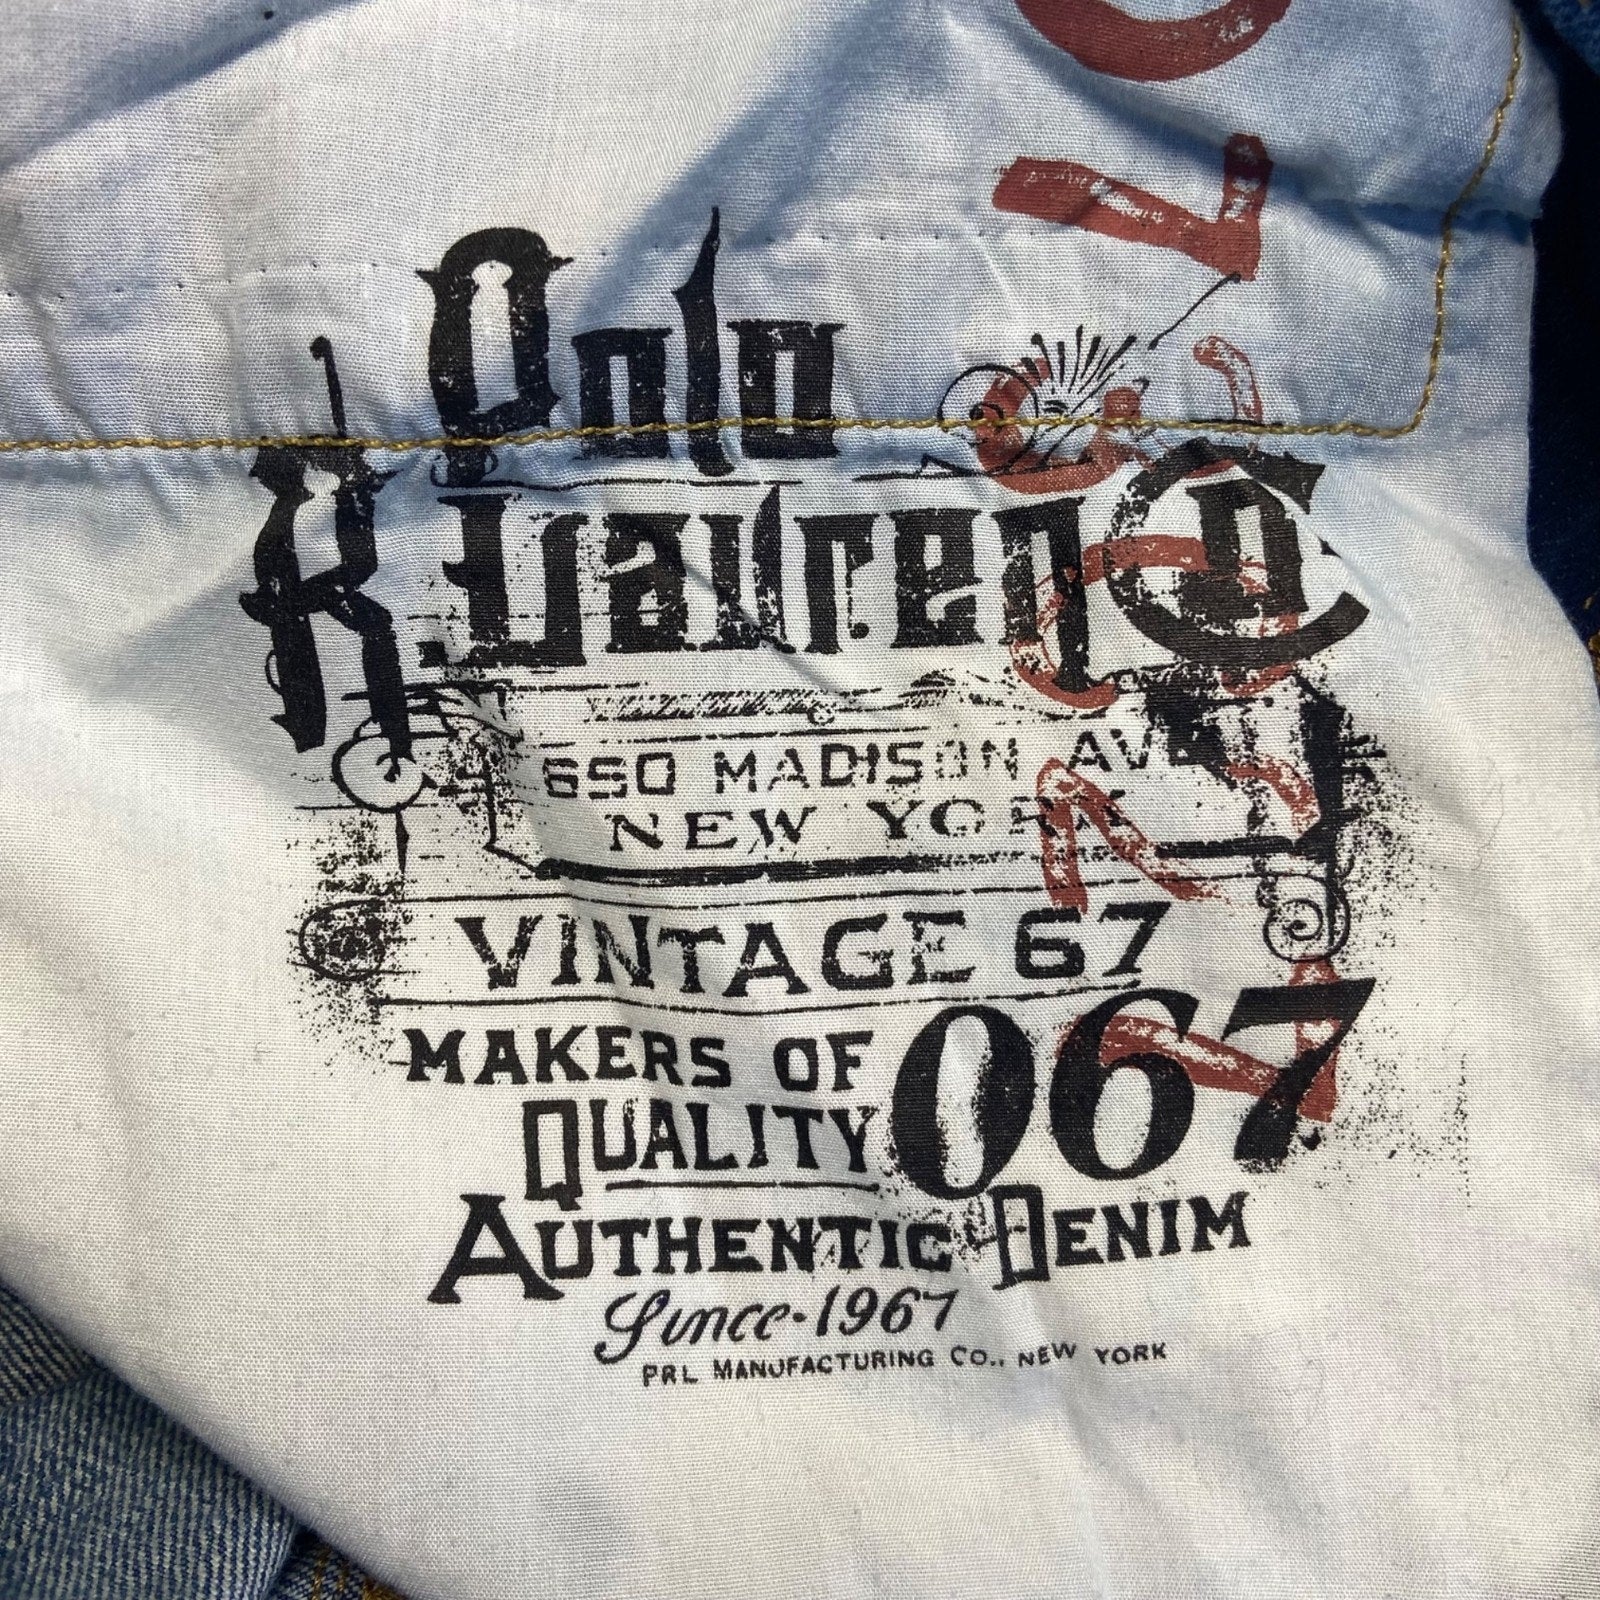 Polo
R. Lauren Co.
650 MADISON AVE
NEW YORK
VINTAGE 67
MAKERS OF
QUALITY
067
AUTHENTIC DENIM
Since 1967
PRL MANUFACTURING CO., NEW YORK